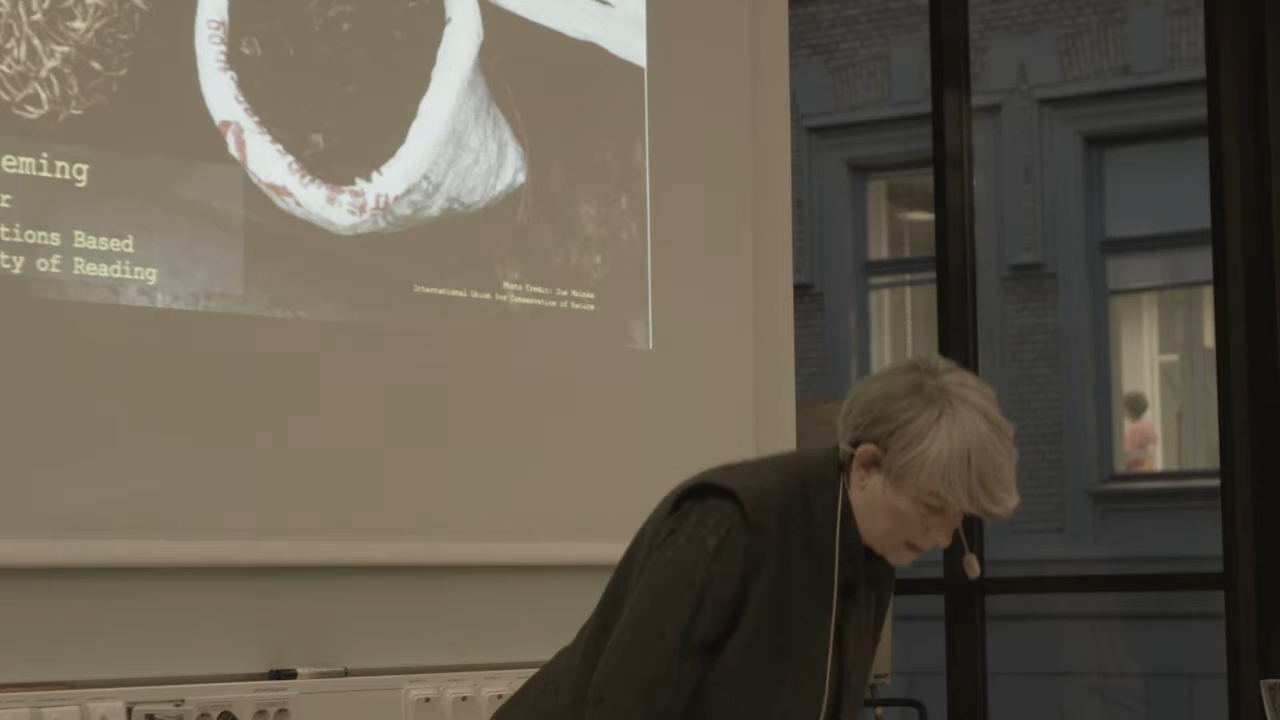 eming
r
tions Based
ty of Reading
Photo Credit: Sue Mainka
International Union for Conservation of Nature